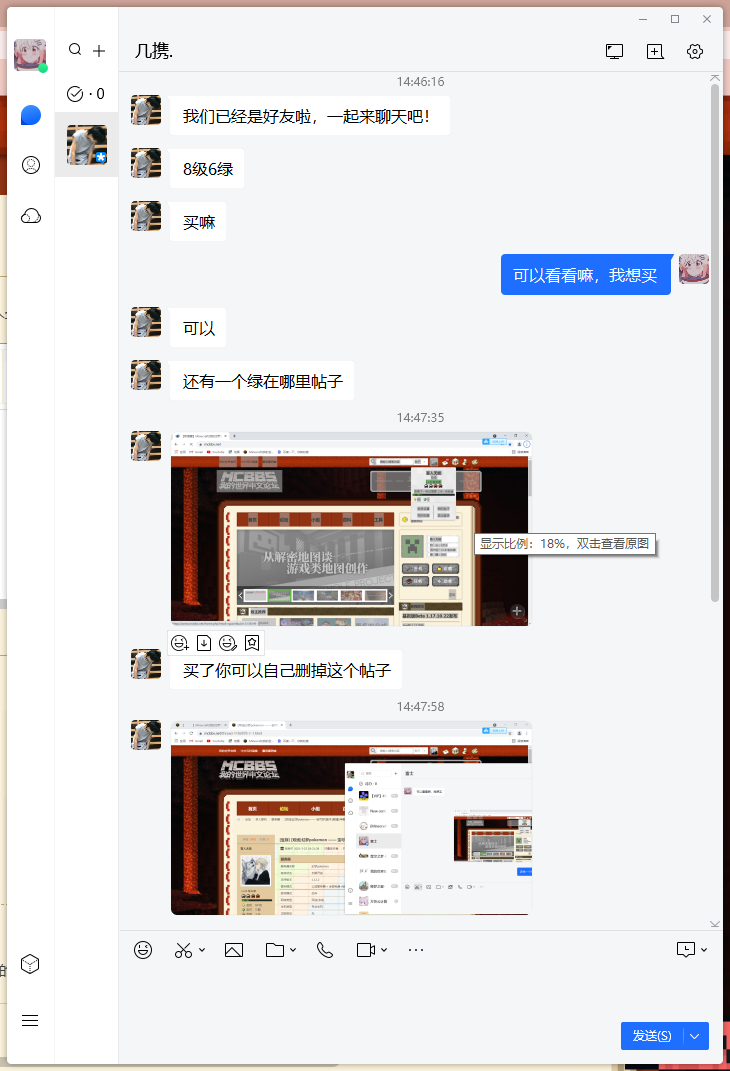 几携.
· 0
14:46:16
我们已经是好友啦，一起来聊天吧！
8级6绿
买嘛
可以看看嘛，我想买
可以
还有一个绿在哪里帖子
14:47:35
MCBBS
我的世界中文论坛
从解密地图谈
游戏类地图创作
显示比例：18%，双击查看原图
买了你可以自己删掉这个帖子
14:47:58
MCBBS
我的世界中文论坛
发送(S)